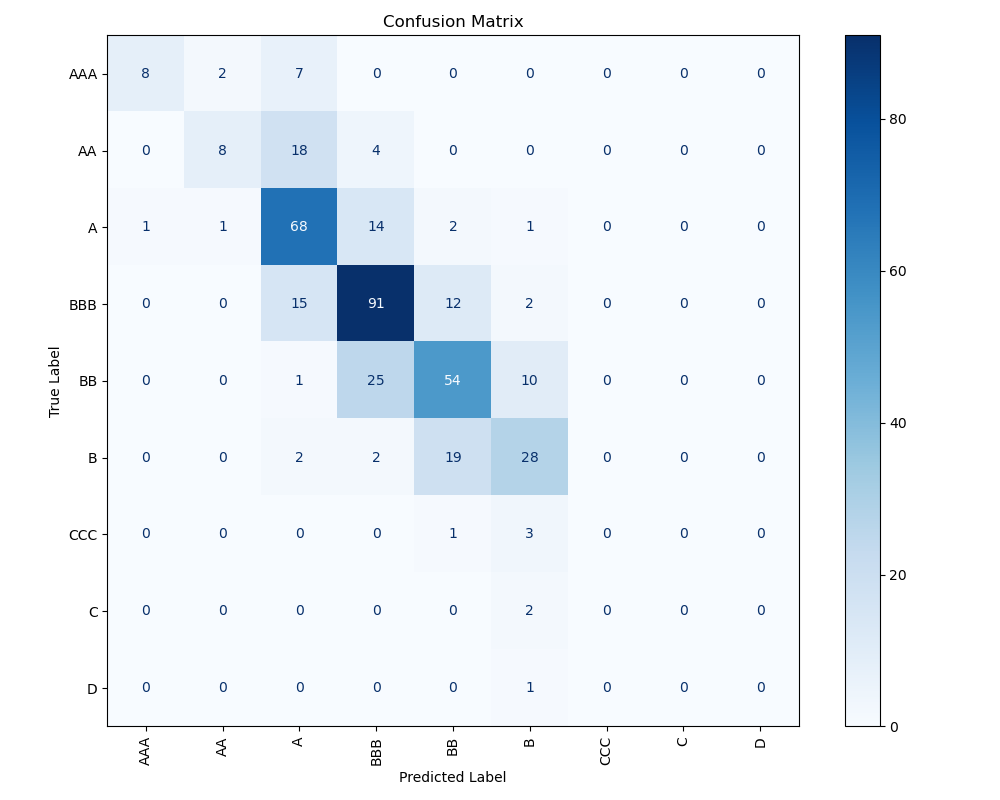 Confusion Matrix
True Label
AAA 8 2 7 0 0 0 0 0 0
AA 0 8 18 4 0 0 0 0 0
A 1 1 68 14 2 1 0 0 0
BBB 0 0 15 91 12 2 0 0 0
BB 0 0 1 25 54 10 0 0 0
B 0 0 2 2 19 28 0 0 0
CCC 0 0 0 0 1 3 0 0 0
C 0 0 0 0 0 2 0 0 0
D 0 0 0 0 0 1 0 0 0
AAA AA A BBB BB B CCC C D
Predicted Label
80
60
40
20
0